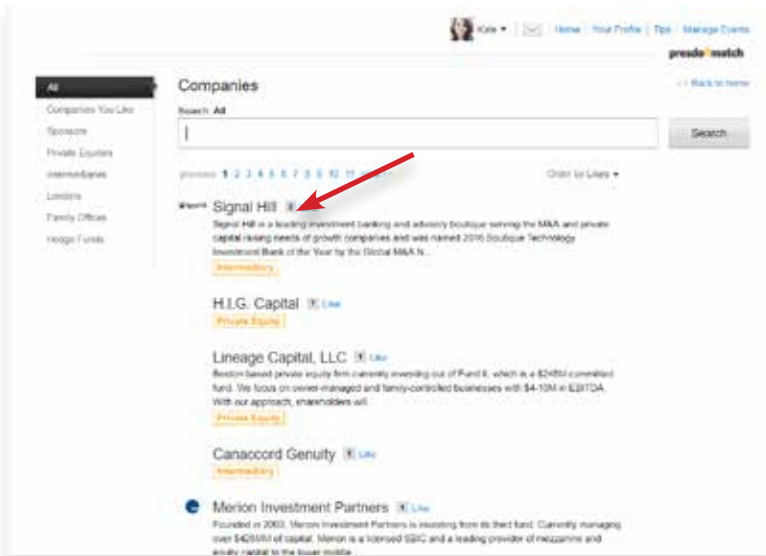 Kate Home Your Profile Tips Manage Events
presdo match
All
Companies
Back to home
Companies You Like
Search All
Sponsors
Search
Private Equities
Intermediaries
previous 1 2 3 4 5 6 7 8 9 10 11
Order by Likes
Lenders
Family Offices
Hedge Funds
Signal Hill
Signal Hill is a leading investment banking and advisory boutique serving the M&A and private
capital raising needs of growth companies and was named 2016 Boutique Technology
Investment Bank of the Year by the Global M&A N...
Intermediary
H.I.G. Capital 1 Like
Private Equity
Lineage Capital, LLC 1 Like
Boston based private equity firm currently investing out of Fund II, which is a committed
fund. We focus on owner-managed and family-controlled businesses with $4-10M in EBITDA.
With our approach, shareholders will
Private Equity
Canaccord Genuity 1 Like
Intermediary
Merion Investment Partners Like
Founded in 2003, Merion Investment Partners is investing from its third fund. Currently managing
over of capital, Merion is a licensed SBIC and a leading provider of mezzanine and
equity capital to the lower middle